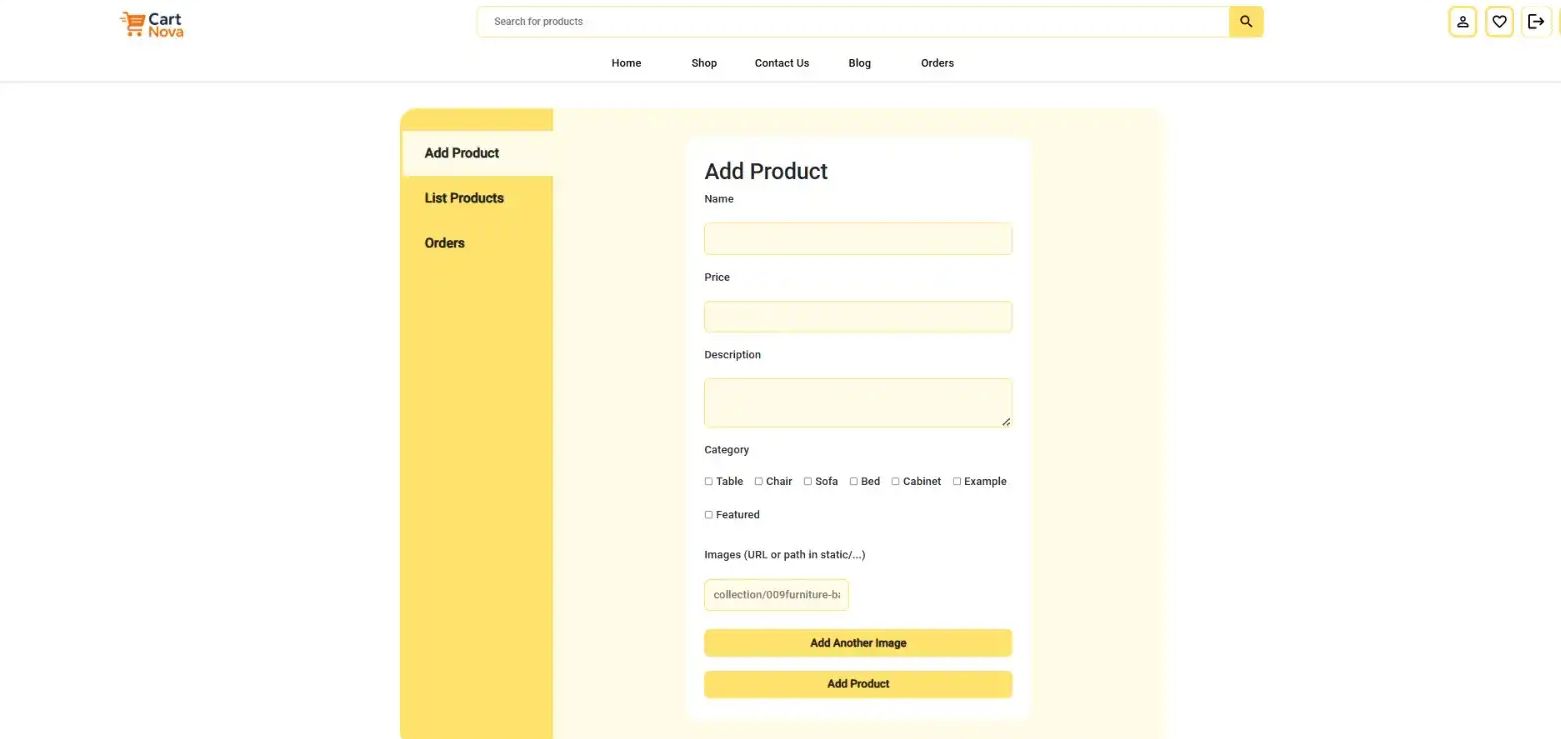 Cart
Nova
Search for products
Home Shop Contact Us Blog Orders
Add Product
List Products
Orders
Add Product
Name
Price
Description
Category
Table Chair Sofa Bed Cabinet Example
Featured
Images (URL or path in static/...)
collection/009furniture-ba
Add Another Image
Add Product